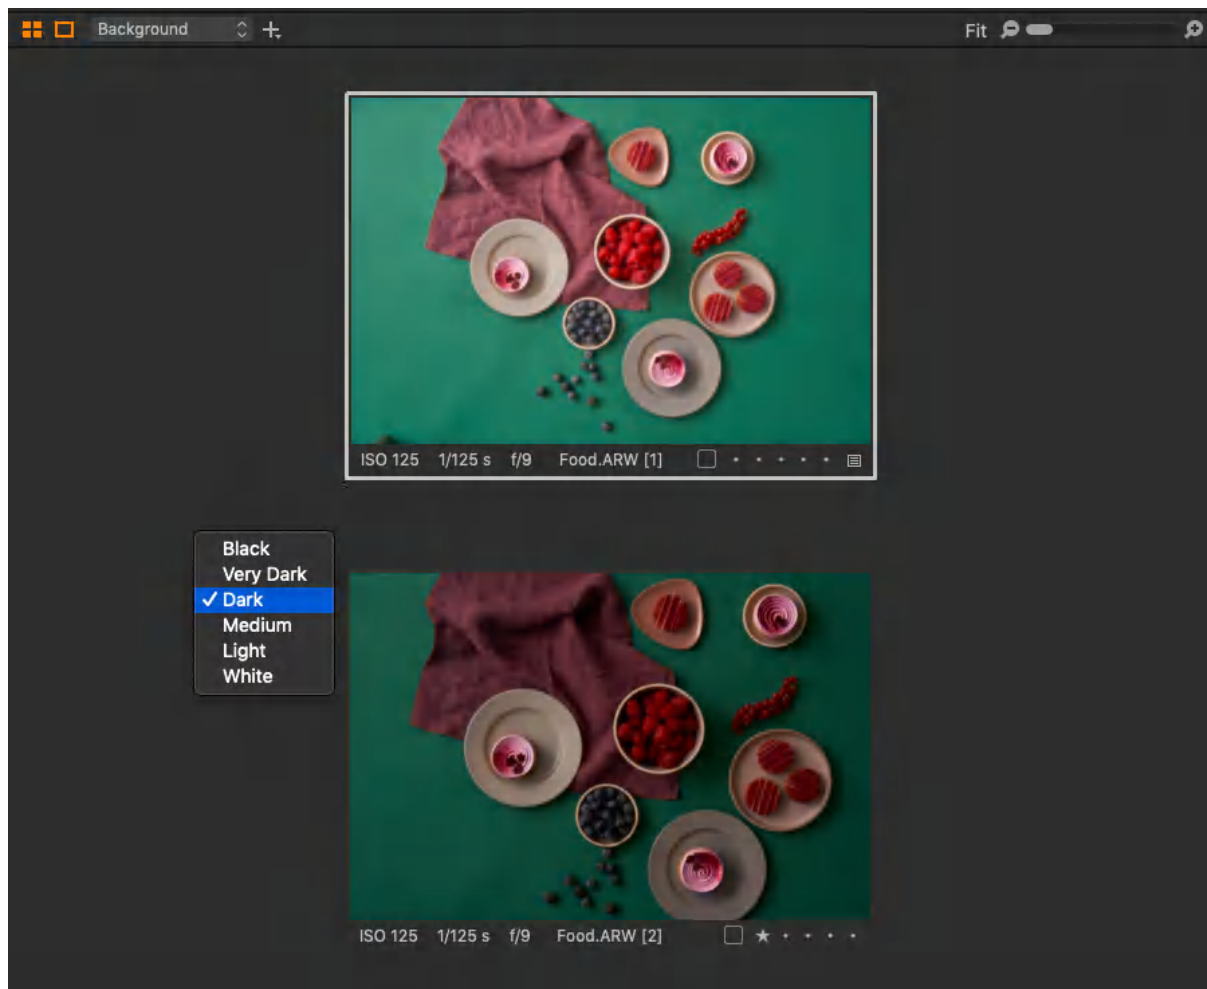 Background
Fit
ISO 125 1/125 s f/9 Food.ARW [1]
Black
Very Dark
Dark
Medium
Light
White
ISO 125 1/125 s f/9 Food.ARW [2]